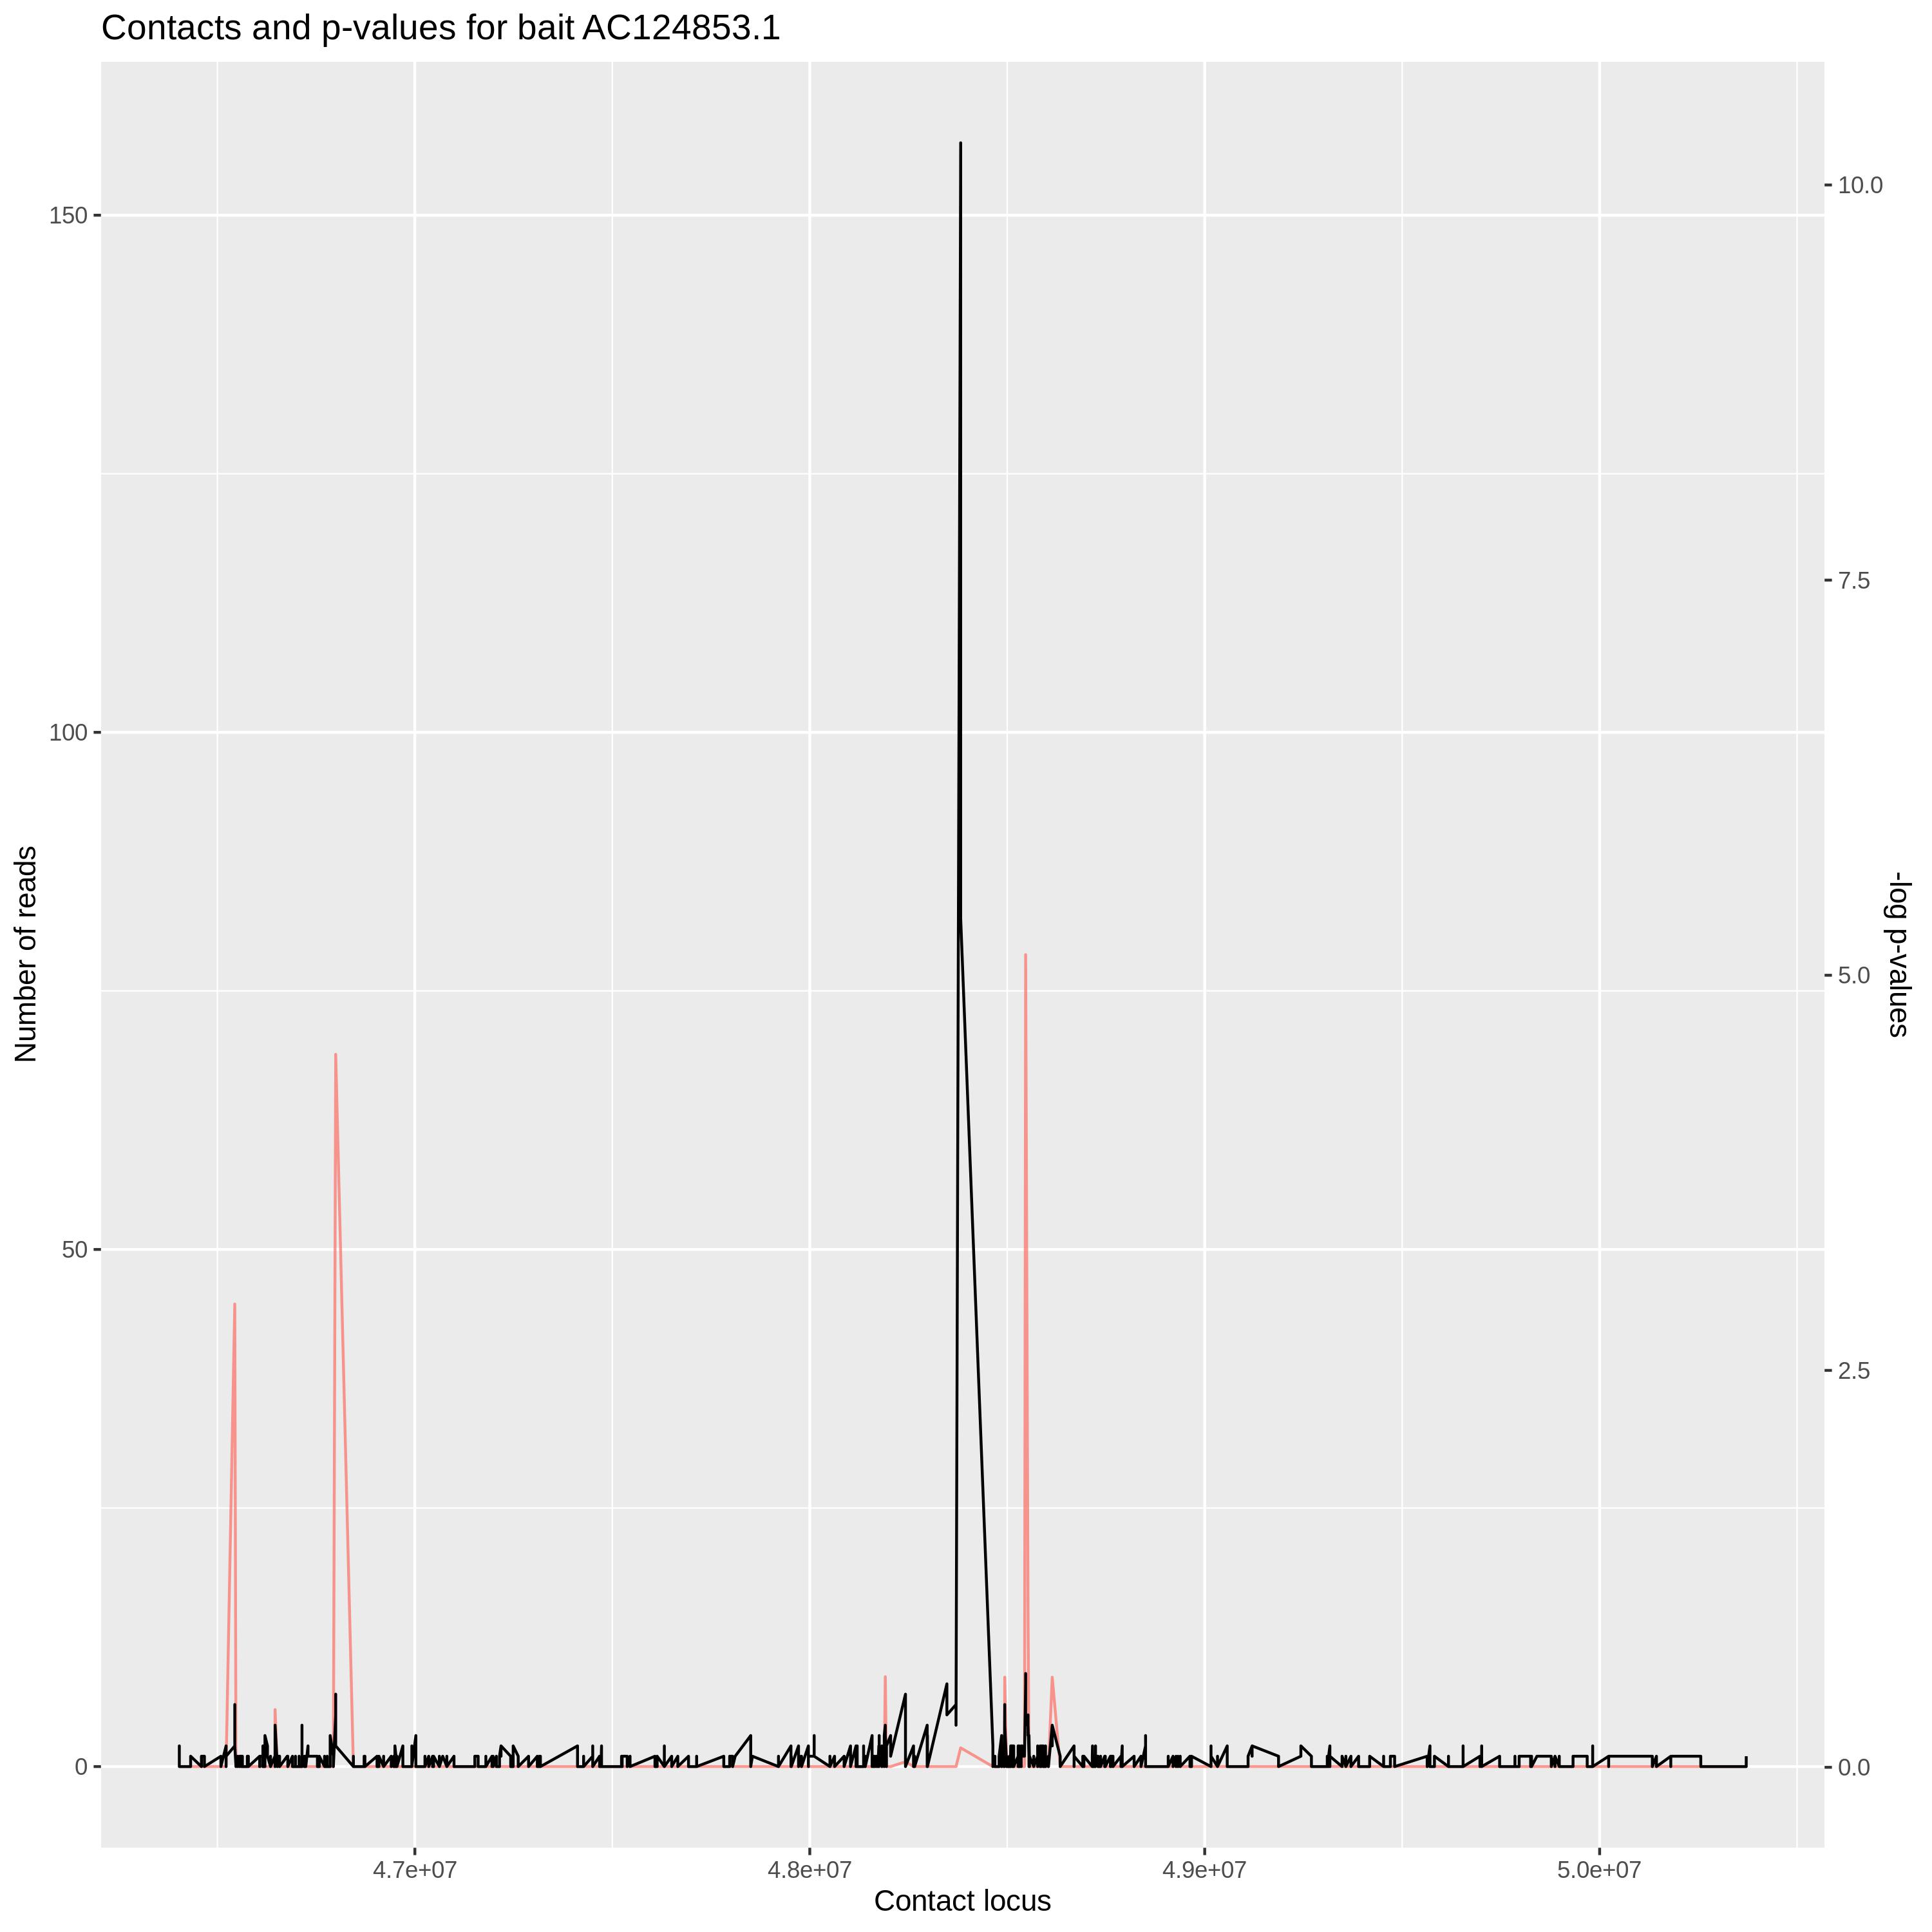 Contacts and p-values for bait AC124853.1
150
100
50
0
Number of reads
10.0
7.5
5.0
2.5
0.0
-log p-values
4.7e+07 4.8e+07 4.9e+07 5.0e+07
Contact locus